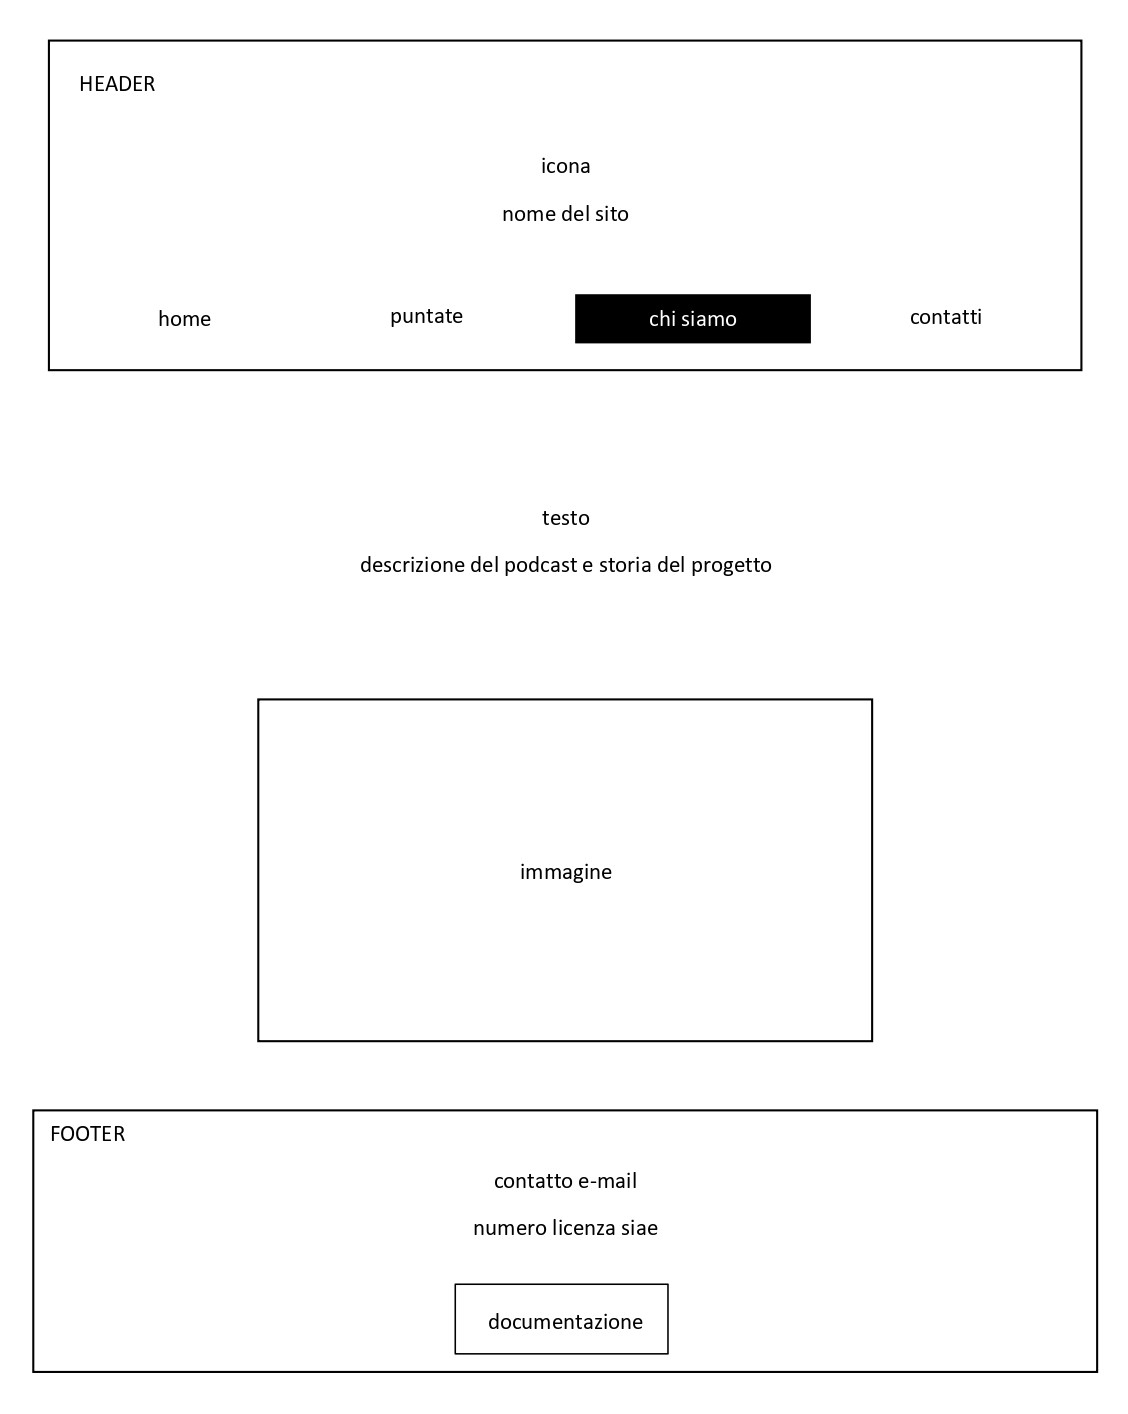 HEADER
icona
nome del sito
home puntate chi siamo contatti
testo
descrizione del podcast e storia del progetto
immagine
FOOTER
contatto e-mail
numero licenza siae
documentazione